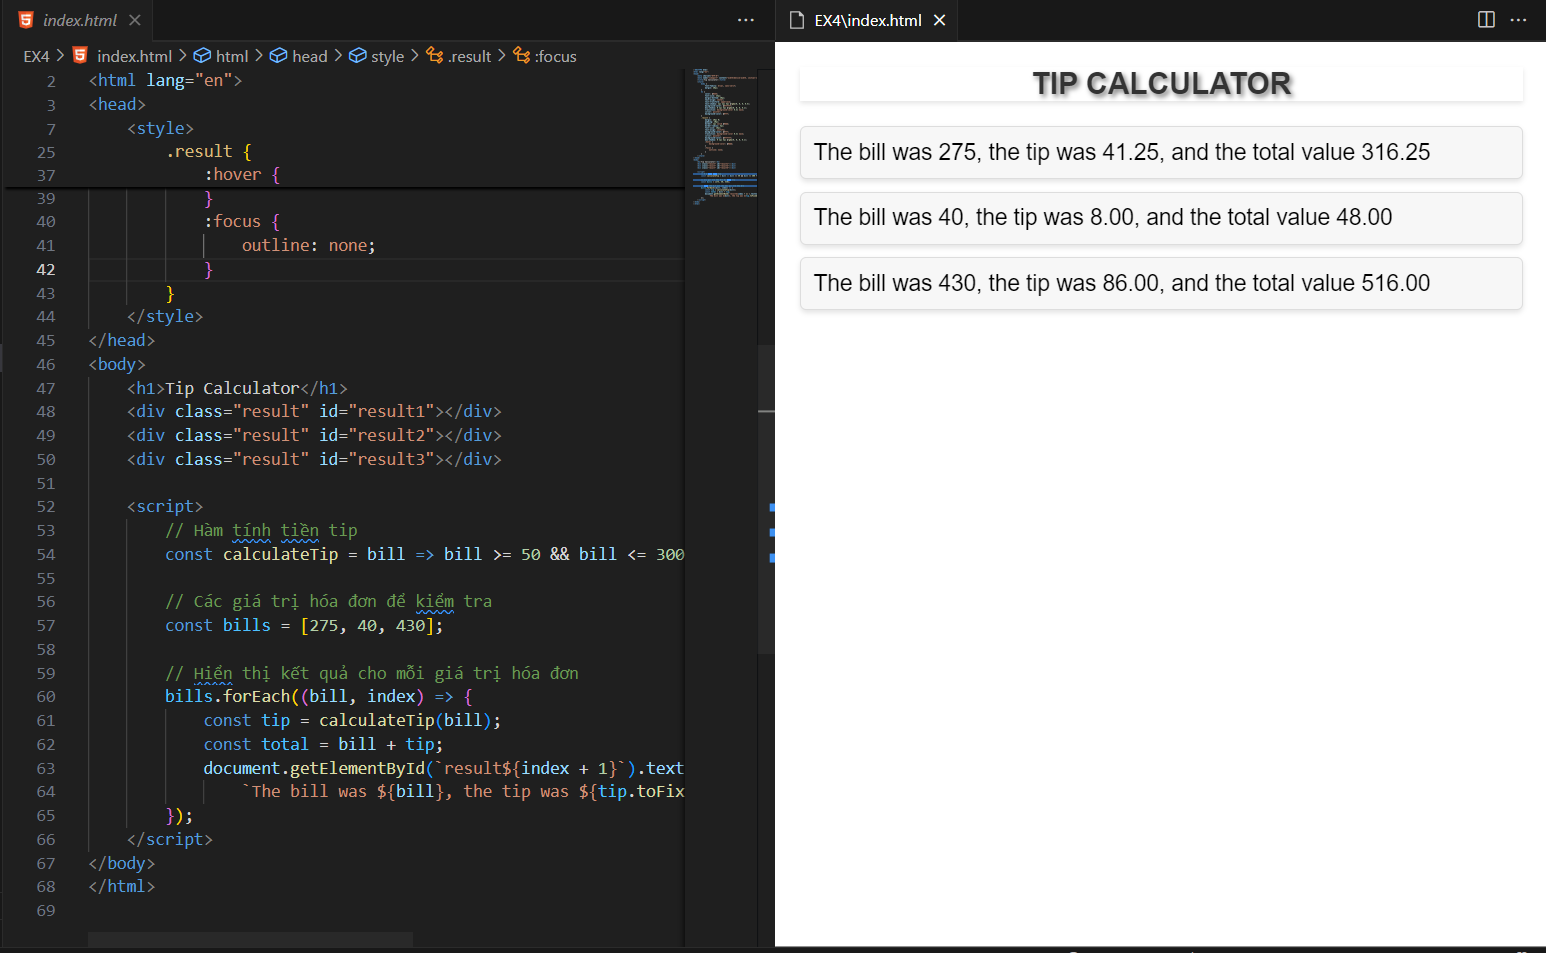 index.html
EX4 > index.html > html > head > style > .result > :focus
2 <html lang="en">
3 <head>
7 <style>
25 .result {
37 :hover {
39 }
40 :focus {
41 outline: none;
42 }
43 }
44 </style>
45 </head>
46 <body>
47 <h1>Tip Calculator</h1>
48 <div class="result" id="result1"></div>
49 <div class="result" id="result2"></div>
50 <div class="result" id="result3"></div>
51
52 <script>
53 // Hàm tính tiền tip
54 const calculateTip = bill => bill >= 50 && bill <= 300
55
56 // Các giá trị hóa đơn để kiểm tra
57 const bills = [275, 40, 430];
58
59 // Hiển thị kết quả cho mỗi giá trị hóa đơn
60 bills.forEach((bill, index) => {
61 const tip = calculateTip(bill);
62 const total = bill + tip;
63 document.getElementById(`result${index + 1}`).text
64 `The bill was ${bill}, the tip was ${tip.toFix
65 });
66 </script>
67 </body>
68 </html>
69
EX4\index.html
TIP CALCULATOR
The bill was 275, the tip was 41.25, and the total value 316.25
The bill was 40, the tip was 8.00, and the total value 48.00
The bill was 430, the tip was 86.00, and the total value 516.00